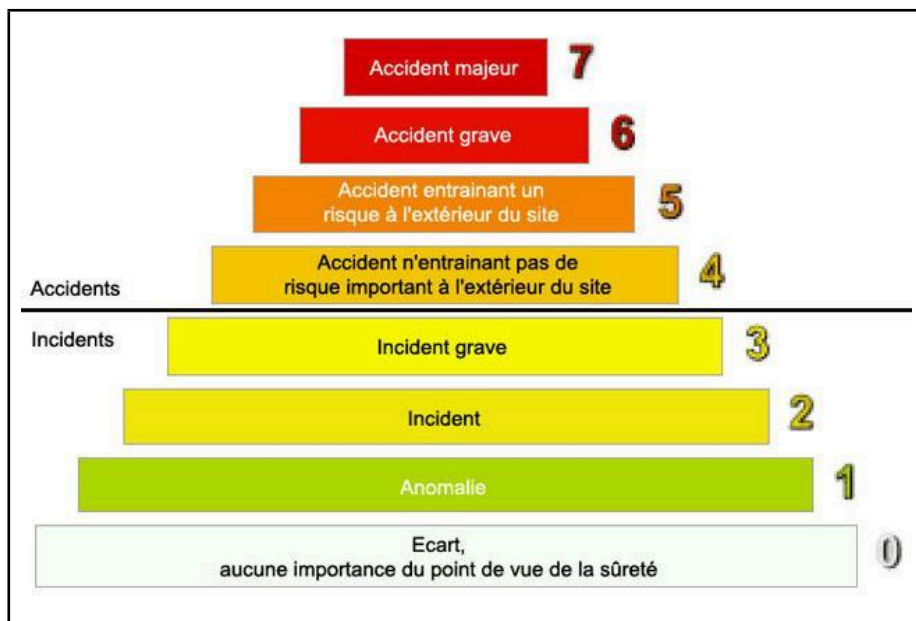 Accident majeur 7
Accident grave 6
Accident entrainant un
risque à l'extérieur du site 5
Accident n'entrainant pas de
risque important à l'extérieur du site 4
Accidents
Incidents
Incident grave 3
Incident 2
Anomalie 1
Ecart,
aucune importance du point de vue de la sûreté 0